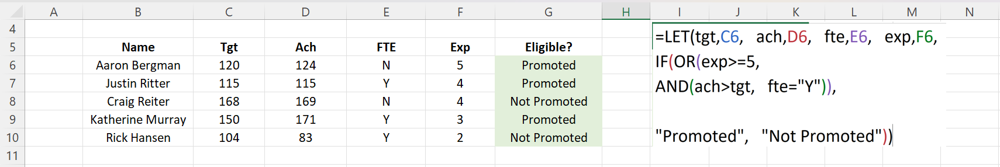 A B C D E F G H I J K L M N
4
5 Name Tgt Ach FTE Exp Eligible?
6 Aaron Bergman 120 124 N 5 Promoted
7 Justin Ritter 115 115 Y 4 Promoted
8 Craig Reiter 168 169 N 4 Not Promoted
9 Katherine Murray 150 171 Y 3 Promoted
10 Rick Hansen 104 83 Y 2 Not Promoted
11
=LET(tgt,C6, ach,D6, fte,E6, exp,F6,
IF(OR(exp>=5,
AND(ach>tgt, fte="Y")),
"Promoted", "Not Promoted"))